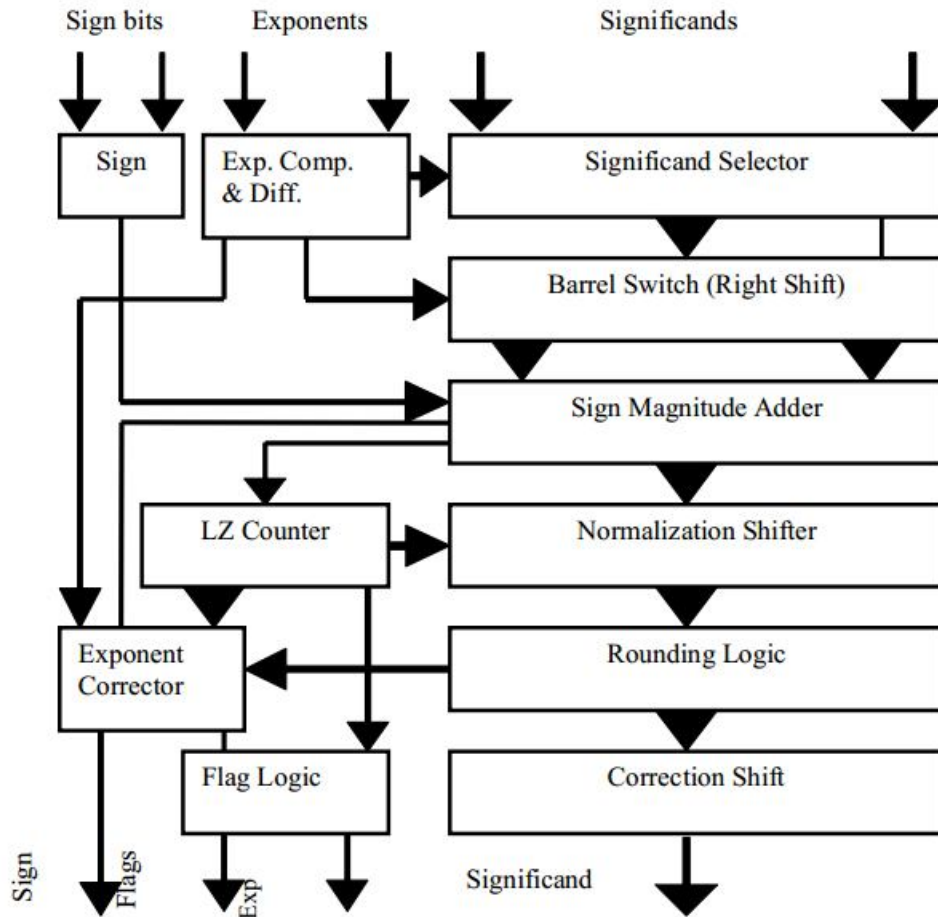 Sign bits
Exponents
Significands
Sign
Exp. Comp.
& Diff.
Significand Selector
Barrel Switch (Right Shift)
Sign Magnitude Adder
LZ Counter
Normalization Shifter
Exponent
Corrector
Rounding Logic
Flag Logic
Correction Shift
Sign
Flags
Exp
Significand